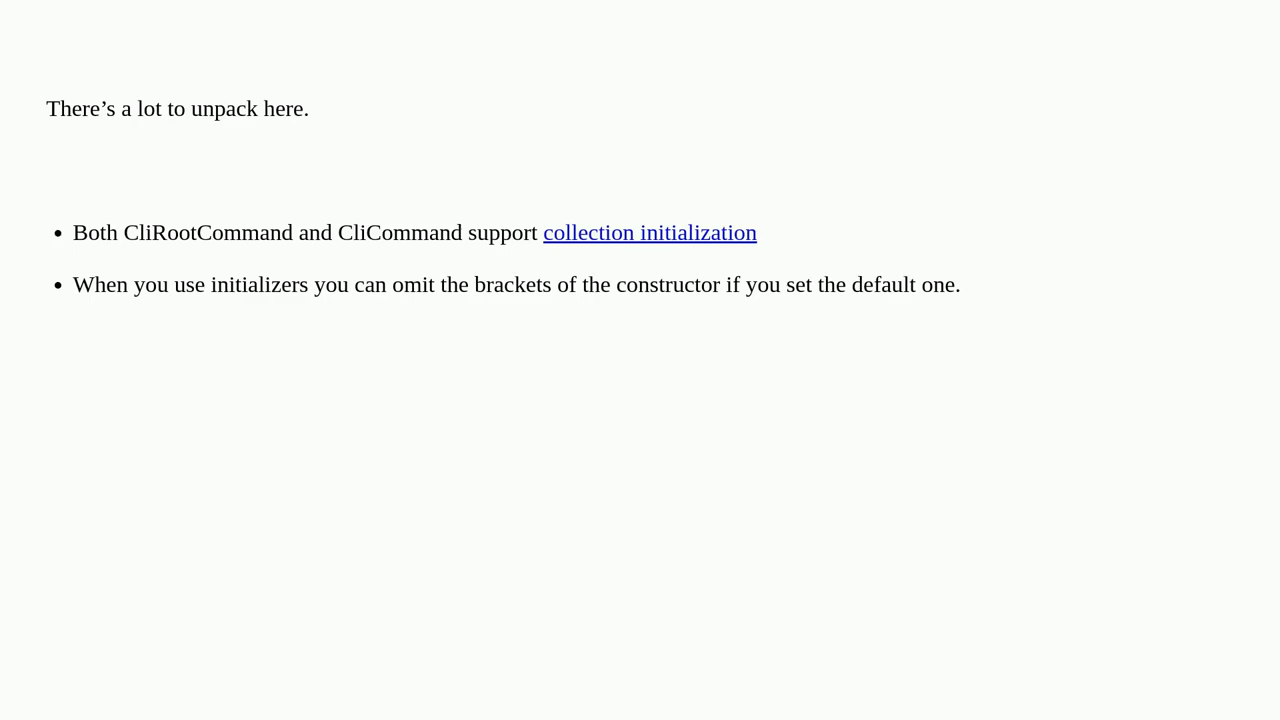 There’s a lot to unpack here.
• Both CliRootCommand and CliCommand support collection initialization
• When you use initializers you can omit the brackets of the constructor if you set the default one.